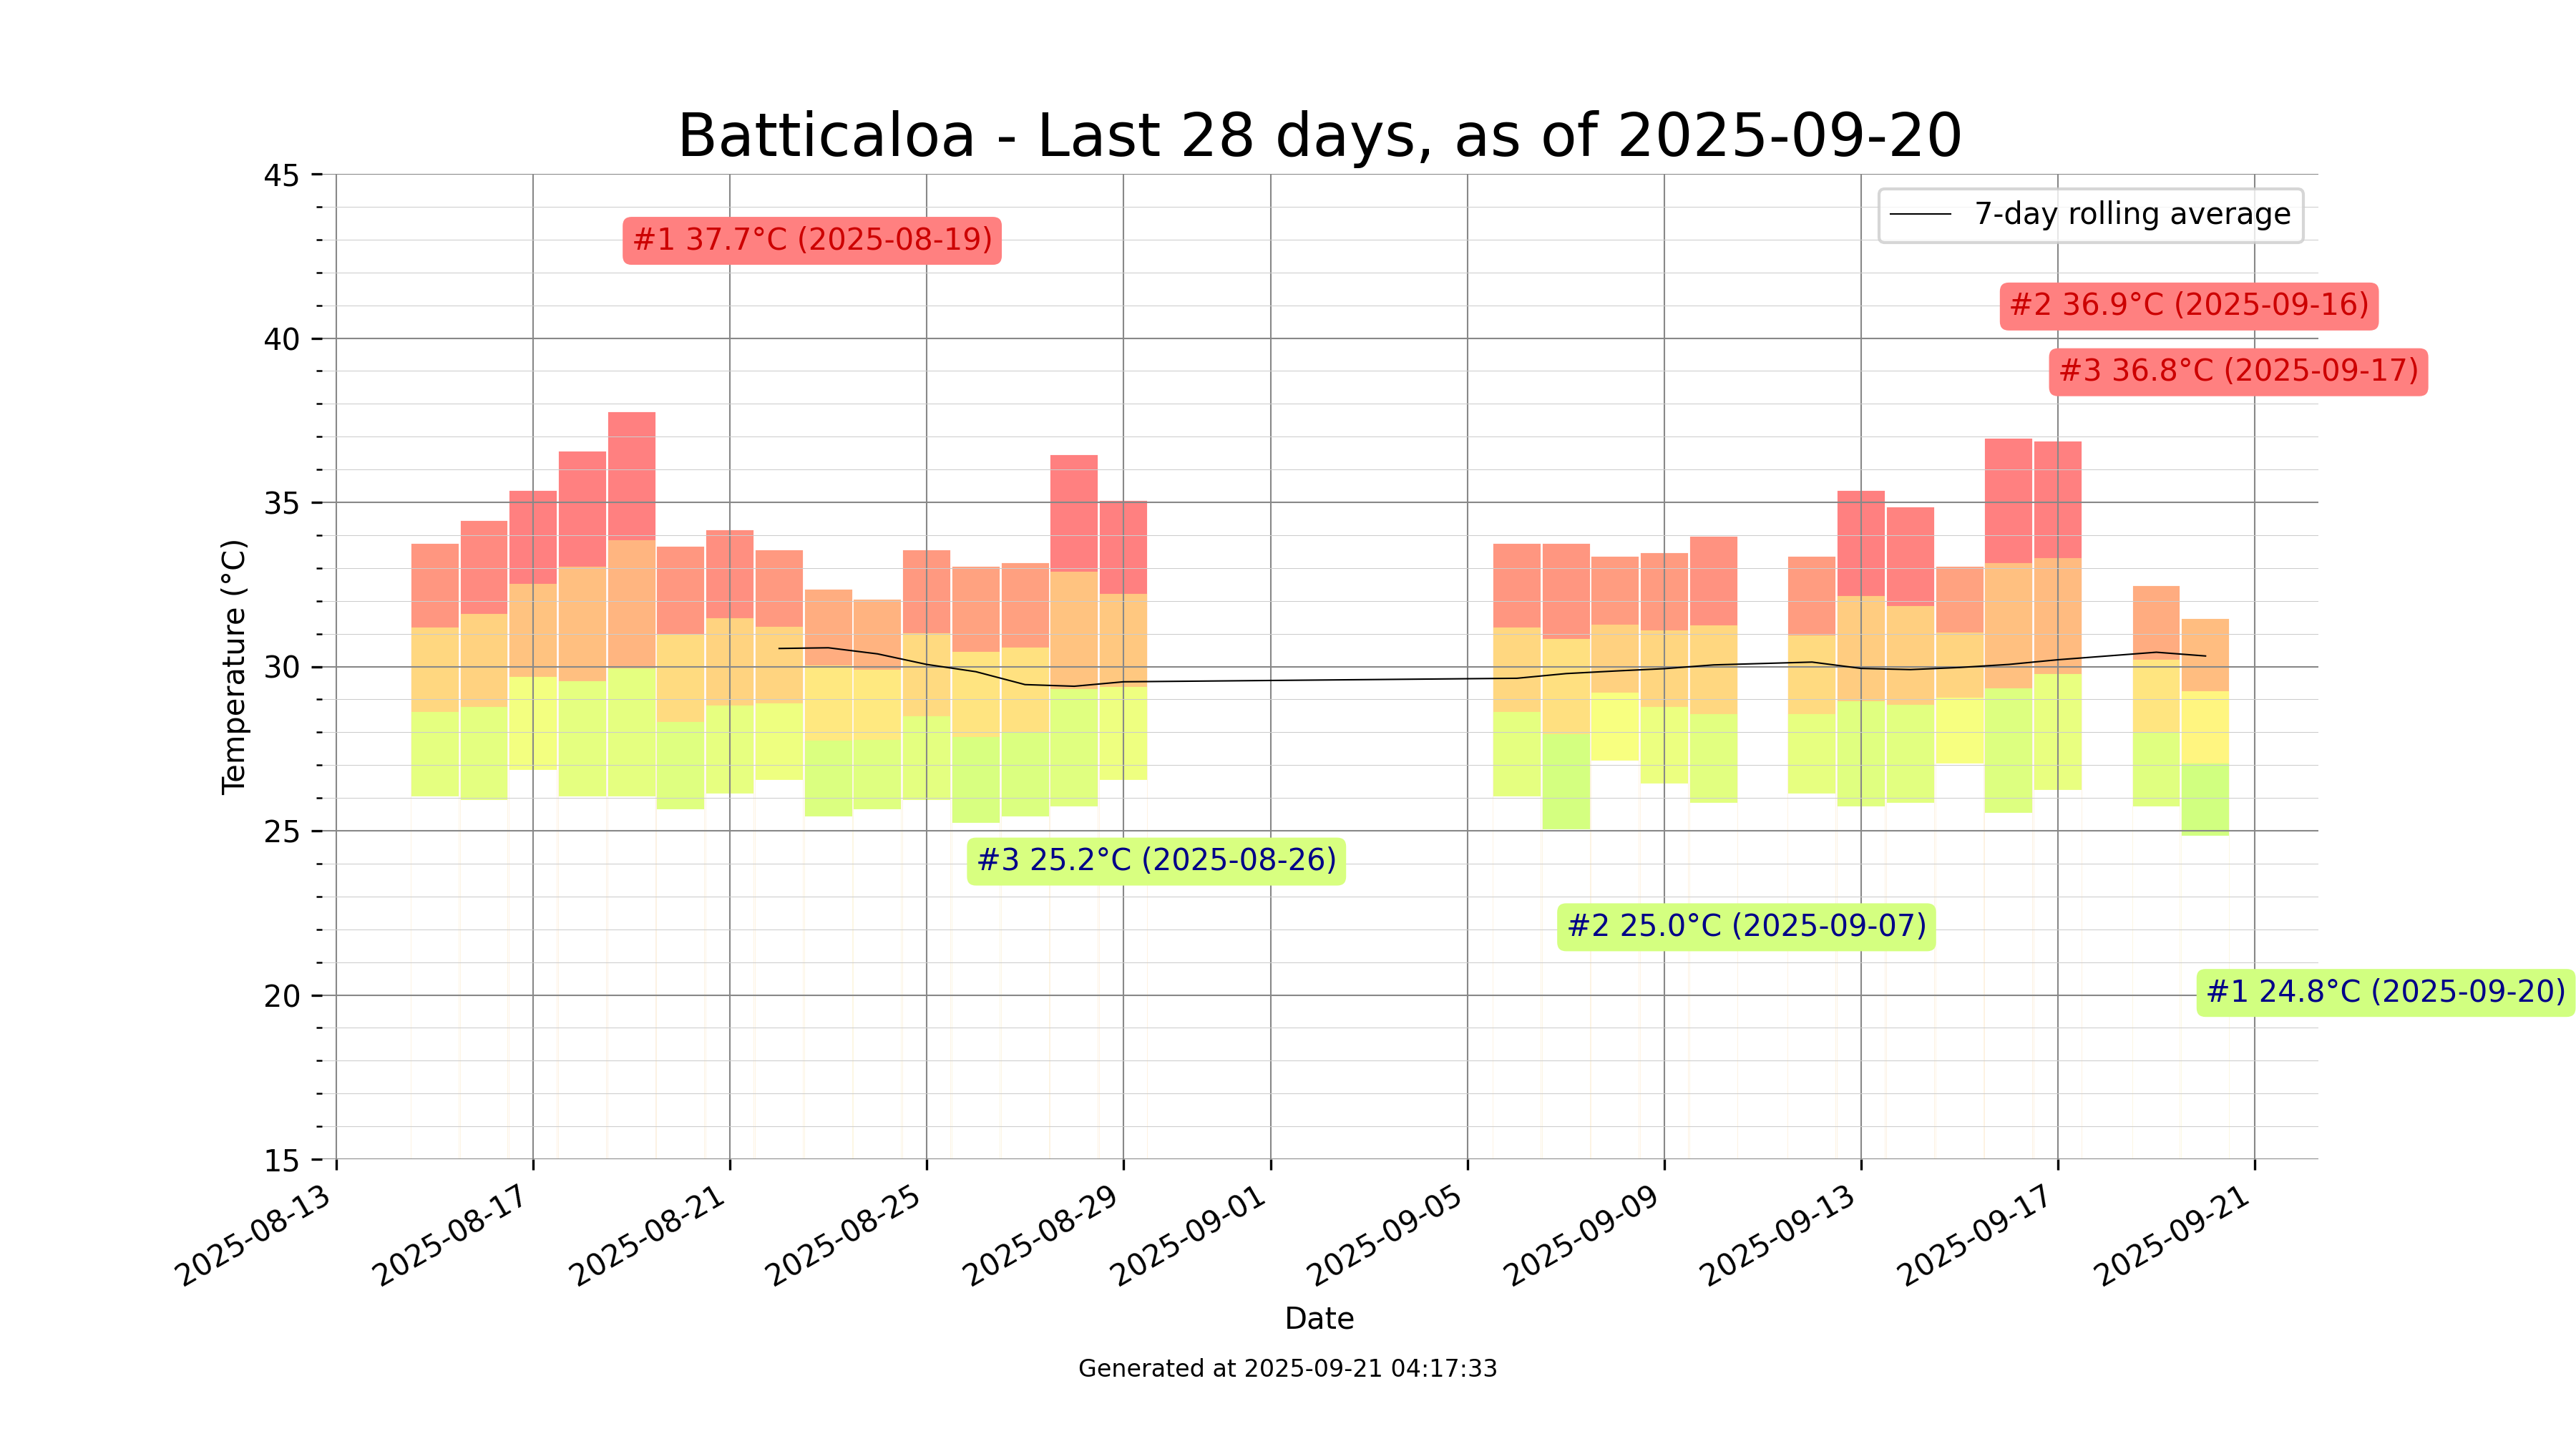 Batticaloa - Last 28 days, as of 2025-09-20
45
7-day rolling average
#1 37.7°C (2025-08-19)
#2 36.9°C (2025-09-16)
40
#3 36.8°C (2025-09-17)
35
Temperature (°C)
30
25
#3 25.2°C (2025-08-26)
#2 25.0°C (2025-09-07)
20
#1 24.8°C (2025-09-20)
15
2025-08-13
2025-08-17
2025-08-21
2025-08-25
2025-08-29
2025-09-01
2025-09-05
2025-09-09
2025-09-13
2025-09-17
2025-09-21
Date
Generated at 2025-09-21 04:17:33